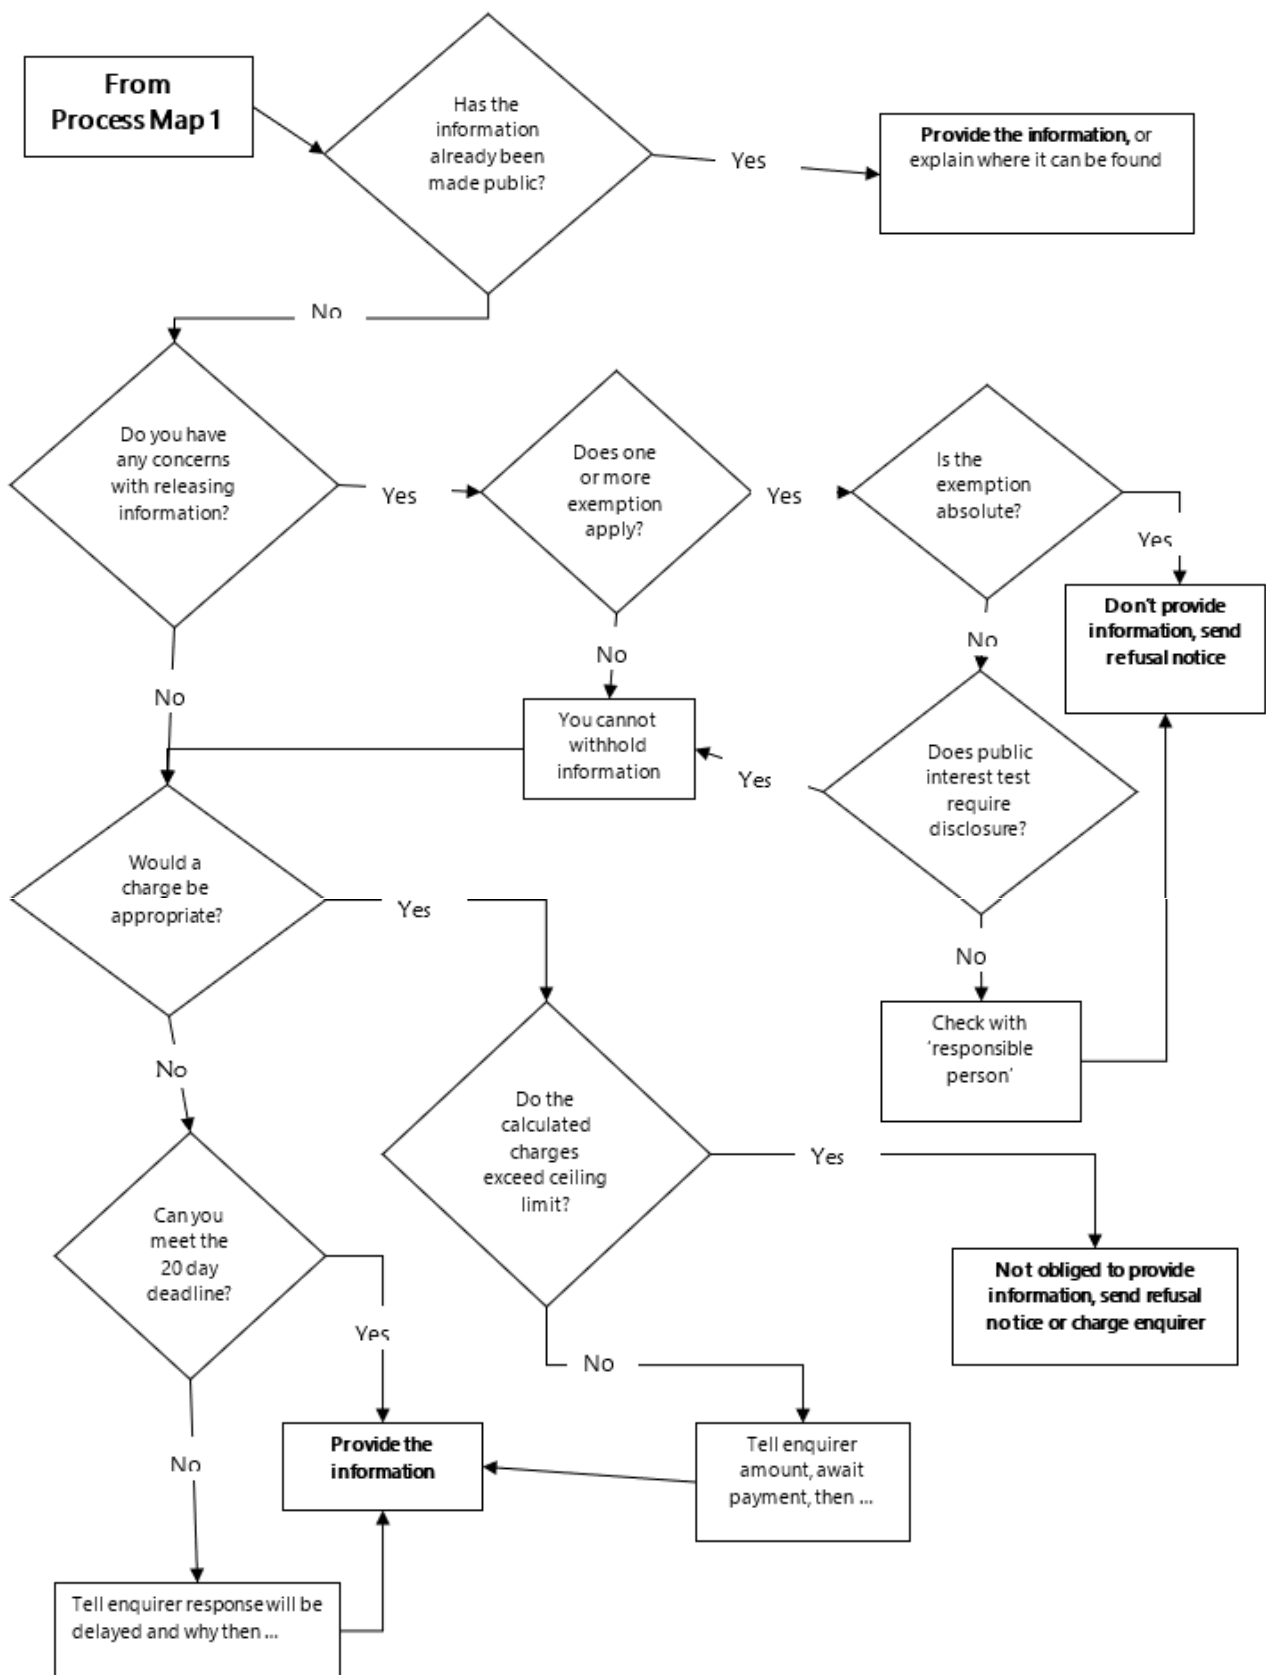 From
Process Map 1
Has the
information
already been
made public?
Yes
Provide the information, or
explain where it can be found
No
Do you have
any concerns
with releasing
information?
Yes
Does one
or more
exemption
apply?
Yes
Is the
exemption
absolute?
Yes
Don't provide
information, send
refusal notice
No
No
No
You cannot
withhold
information
Yes
Does public
interest test
require
disclosure?
Would a
charge be
appropriate?
Yes
No
Check with
‘responsible
person’
No
Do the
calculated
charges
exceed ceiling
limit?
Yes
Can you
meet the
20 day
deadline?
Not obliged to provide
information, send refusal
notice or charge enquirer
Yes
No
No
Provide the
information
Tell enquirer
amount, await
payment, then ...
Tell enquirer response will be
delayed and why then ...